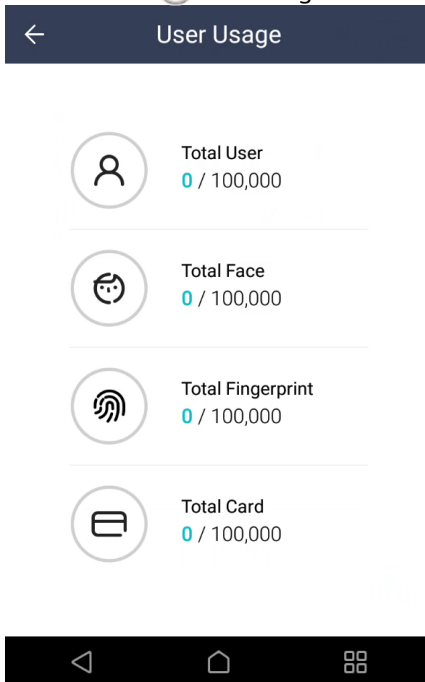 User Usage
Total User
0 / 100,000
Total Face
0 / 100,000
Total Fingerprint
0 / 100,000
Total Card
0 / 100,000